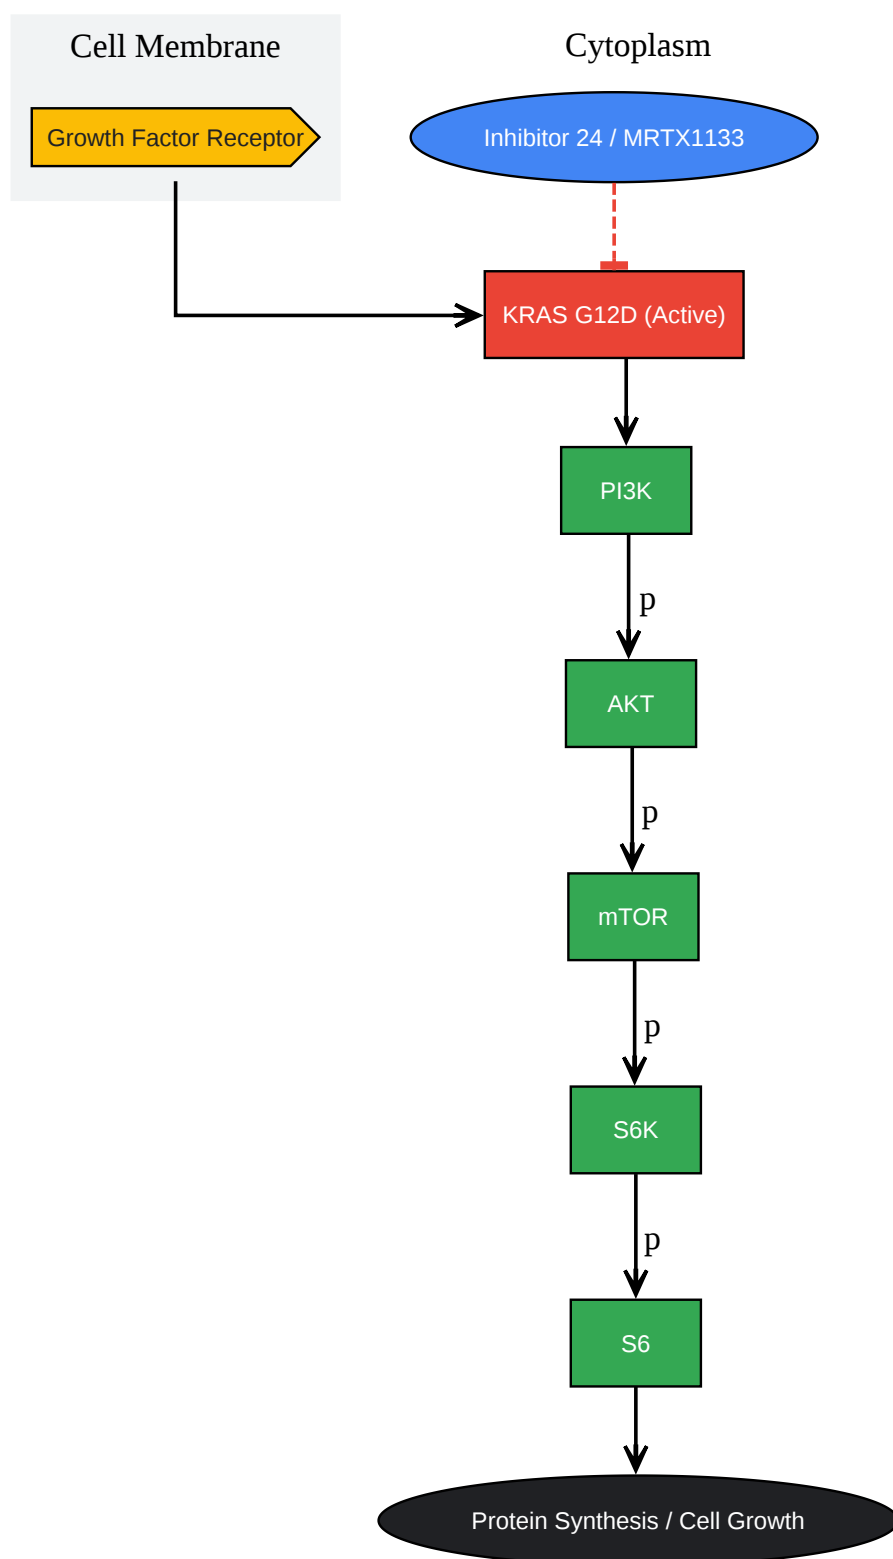 Cell Membrane
Cytoplasm
Growth Factor Receptor
Inhibitor 24 / MRTX1133
KRAS G12D (Active)
PI3K
p
AKT
p
mTOR
p
S6K
p
S6
Protein Synthesis / Cell Growth